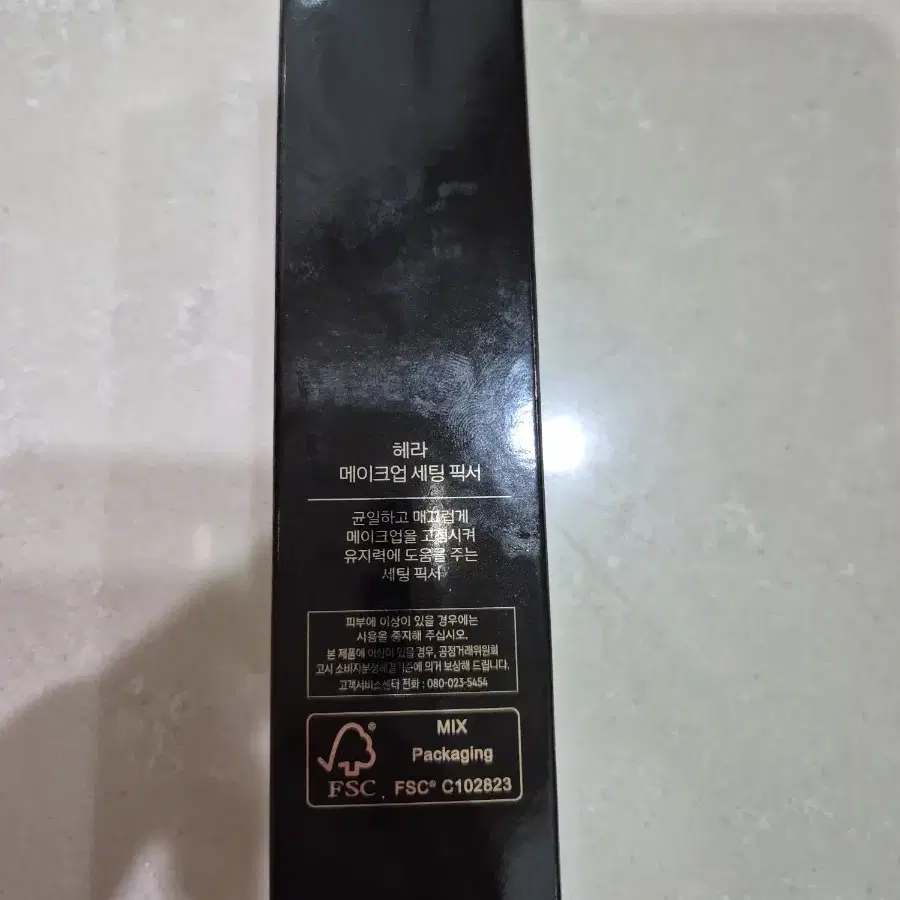 헤라
메이크업 세팅 픽서
균일하고 매끄럽게
메이크업을 고정시켜
유지력에 도움을 주는
세팅 픽서
피부에 이상이 있을 경우에는
사용을 중지해 주십시오.
본 제품에 이상이 있을 경우, 공정거래위원회
고시 소비자분쟁해결기준에 의거 보상해 드립니다.
고객서비스센터 전화 : 080-023-5454
MIX
Packaging
FSC® C102823
®
FSC